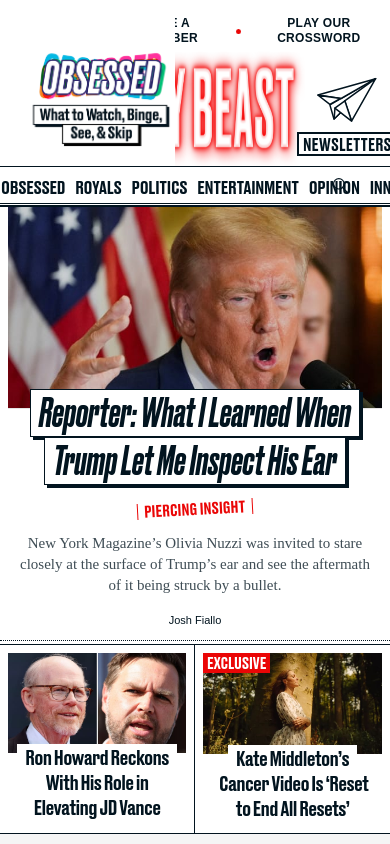 E A
BER
PLAY OUR
CROSSWORD
OBSESSED
What to Watch, Binge,
See, & Skip
Y BEAST
NEWSLETTERS
OBSESSED ROYALS POLITICS ENTERTAINMENT OPINION INN
Reporter: What I Learned When
Trump Let Me Inspect His Ear
PIERCING INSIGHT
New York Magazine’s Olivia Nuzzi was invited to stare
closely at the surface of Trump’s ear and see the aftermath
of it being struck by a bullet.
Josh Fiallo
Ron Howard Reckons
With His Role in
Elevating JD Vance
EXCLUSIVE
Kate Middleton’s
Cancer Video Is ‘Reset
to End All Resets’